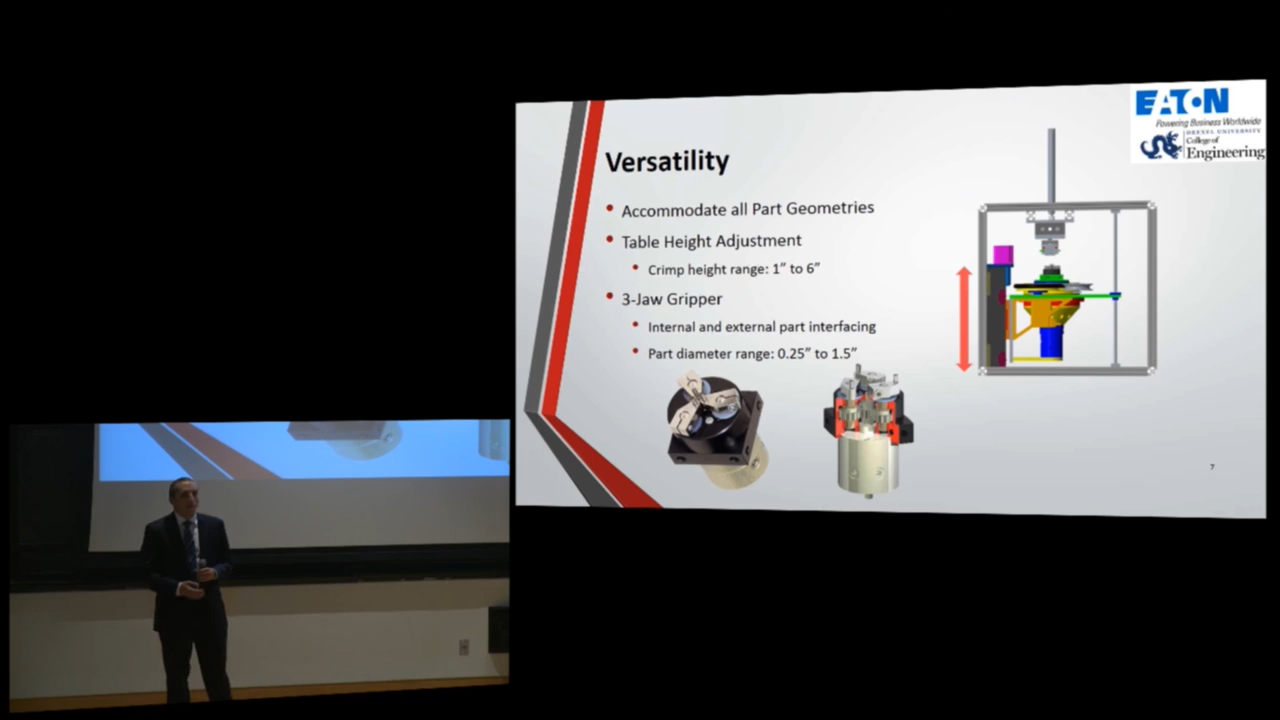 EATON
Powering Business Worldwide
DREXEL UNIVERSITY
College of
Engineering
Versatility
• Accommodate all Part Geometries
• Table Height Adjustment
• Crimp height range: 1” to 6”
• 3-Jaw Gripper
• Internal and external part interfacing
• Part diameter range: 0.25” to 1.5”
7